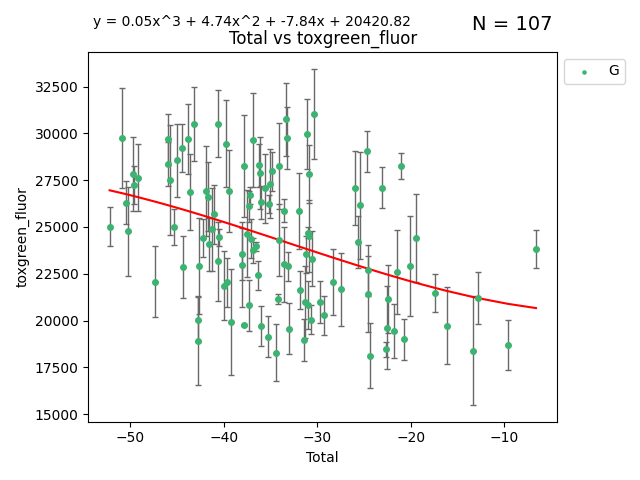 y = 0.05x^3 + 4.74x^2 + -7.84x + 20420.82
N = 107
Total vs toxgreen_fluor
G
toxgreen_fluor
32500
30000
27500
25000
22500
20000
17500
15000
−50
−40
−30
−20
−10
Total